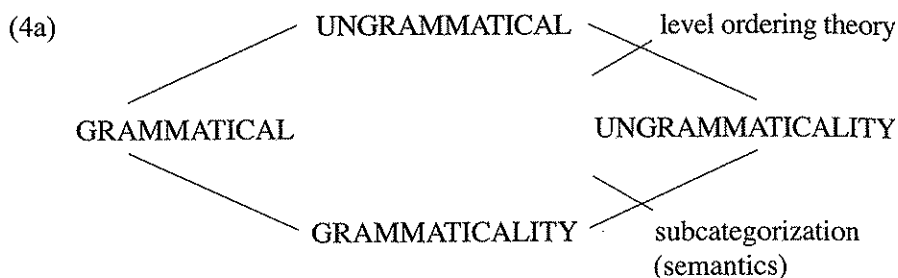 (4a)
UNGRAMMATICAL
level ordering theory
GRAMMATICAL
UNGRAMMATICALITY
GRAMMATICALITY
subcategorization
(semantics)